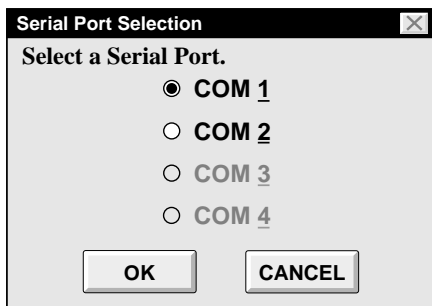 Serial Port Selection
Select a Serial Port.
COM 1
COM 2
COM 3
COM 4
OK CANCEL